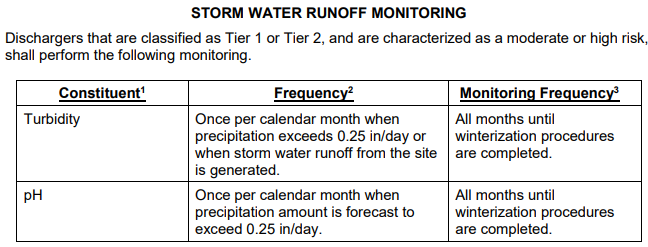 STORM WATER RUNOFF MONITORING
Dischargers that are classified as Tier 1 or Tier 2, and are characterized as a moderate or high risk,
shall perform the following monitoring.
Constituent¹
Frequency²
Monitoring Frequency³
Turbidity
Once per calendar month when
precipitation exceeds 0.25 in/day or
when storm water runoff from the site
is generated.
All months until
winterization procedures
are completed.
pH
Once per calendar month when
precipitation amount is forecast to
exceed 0.25 in/day.
All months until
winterization procedures
are completed.